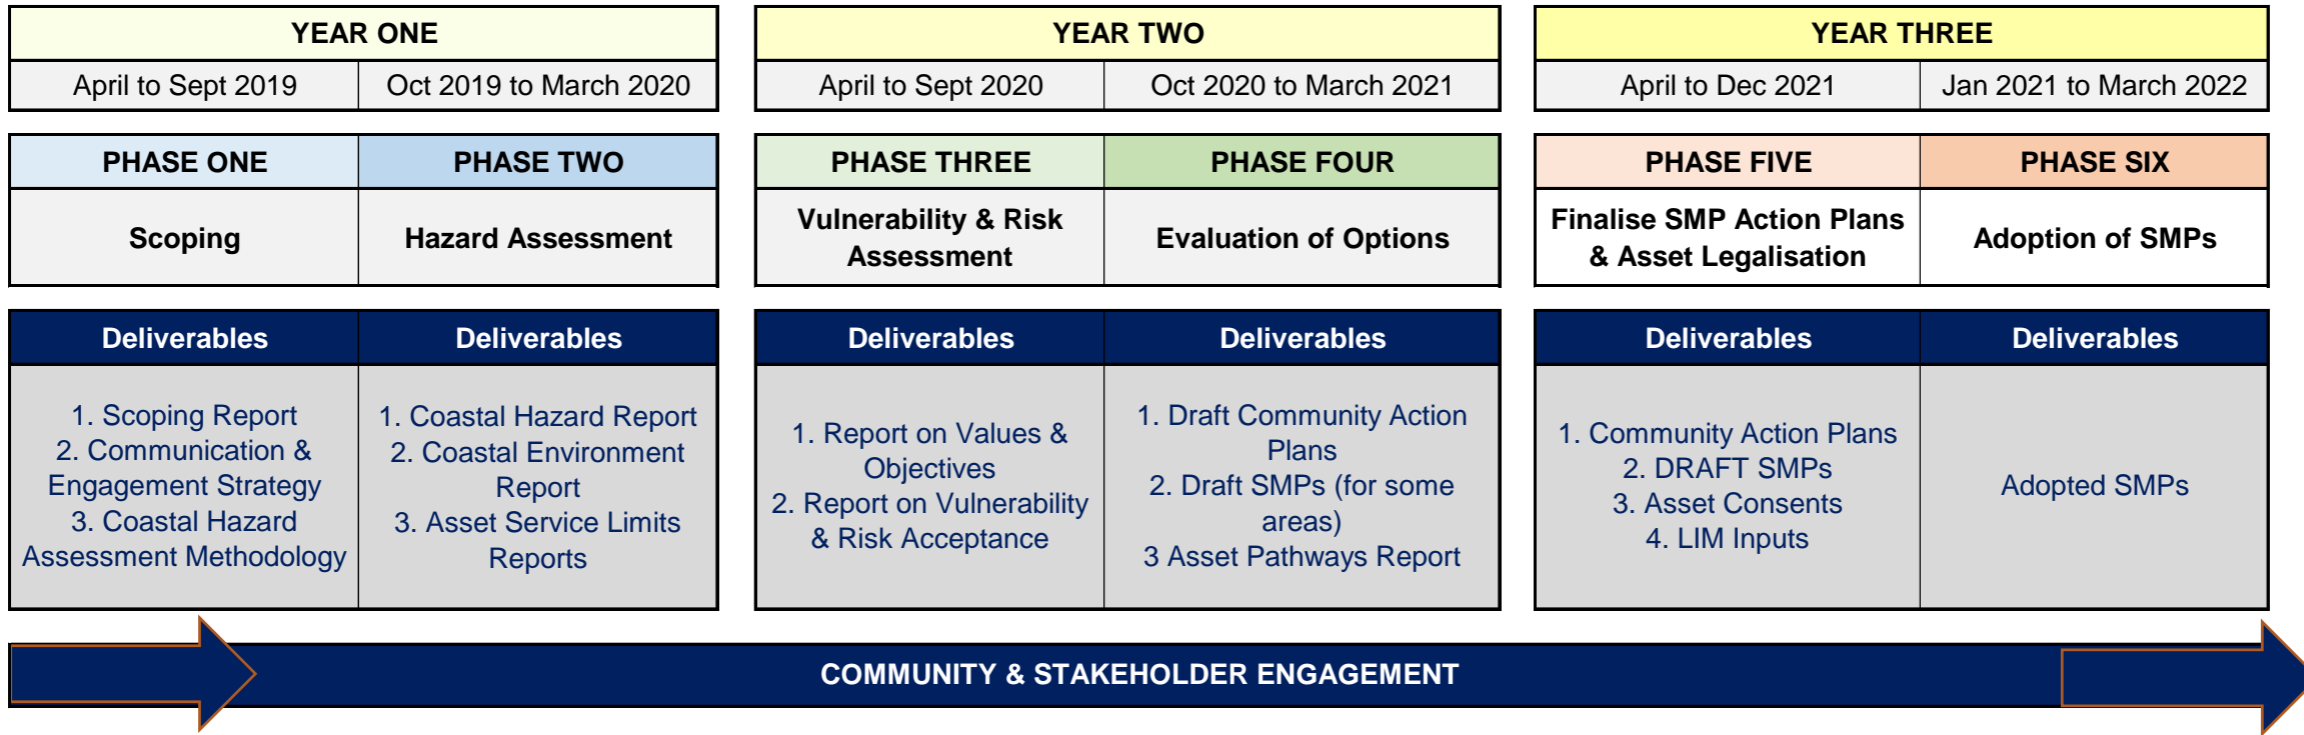 YEAR ONE
YEAR TWO
YEAR THREE
April to Sept 2019
Oct 2019 to March 2020
April to Sept 2020
Oct 2020 to March 2021
April to Dec 2021
Jan 2021 to March 2022
PHASE ONE
PHASE TWO
PHASE THREE
PHASE FOUR
PHASE FIVE
PHASE SIX
Scoping
Hazard Assessment
Vulnerability & Risk
Assessment
Evaluation of Options
Finalise SMP Action Plans
& Asset Legalisation
Adoption of SMPs
Deliverables
Deliverables
Deliverables
Deliverables
Deliverables
Deliverables
1. Scoping Report
2. Communication &
Engagement Strategy
3. Coastal Hazard
Assessment Methodology
1. Coastal Hazard Report
2. Coastal Environment
Report
3. Asset Service Limits
Reports
1. Report on Values &
Objectives
2. Report on Vulnerability
& Risk Acceptance
1. Draft Community Action
Plans
2. Draft SMPs (for some
areas)
3 Asset Pathways Report
1. Community Action Plans
2. DRAFT SMPs
3. Asset Consents
4. LIM Inputs
Adopted SMPs
COMMUNITY & STAKEHOLDER ENGAGEMENT